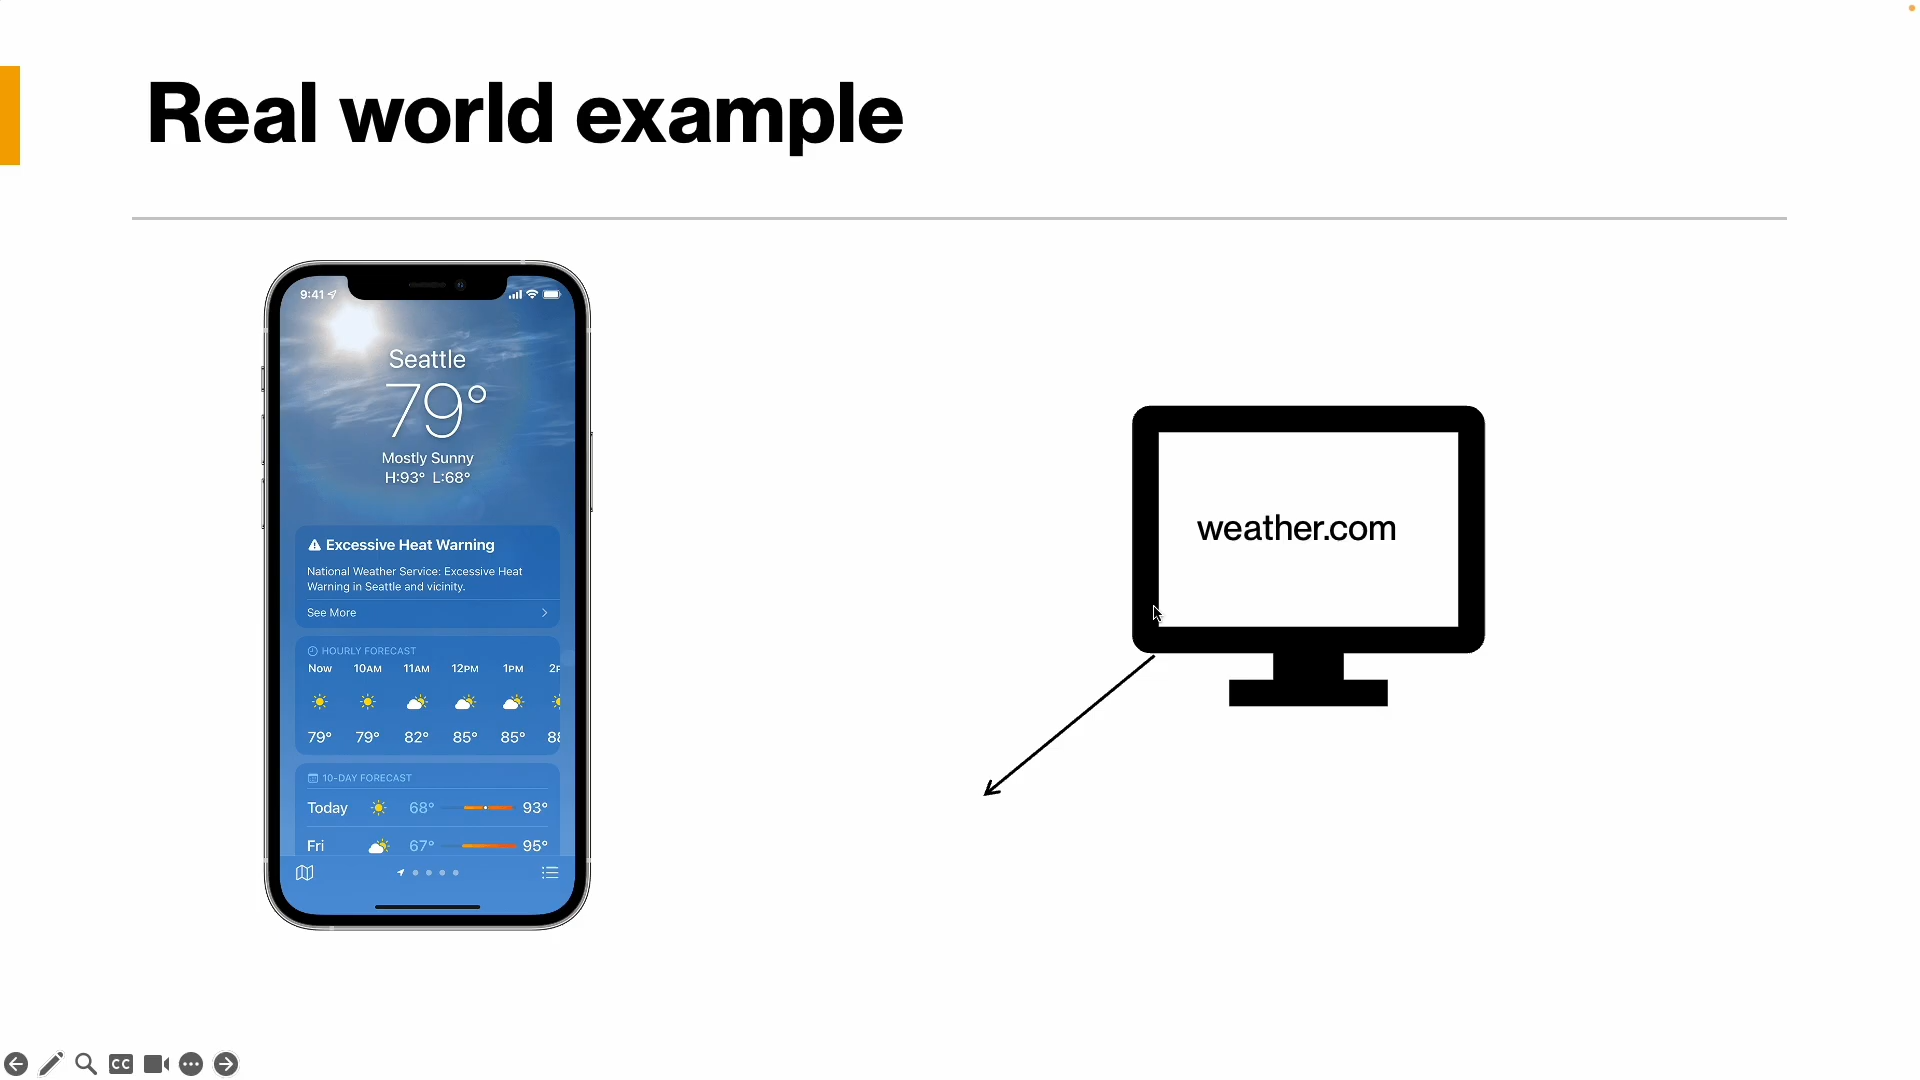 Real world example
9:41
Seattle
79°
Mostly Sunny
H:93° L:68°
Excessive Heat Warning
National Weather Service: Excessive Heat
Warning in Seattle and vicinity.
See More
HOURLY FORECAST
Now 10AM 11AM 12PM 1PM
79° 79° 82° 85° 85°
10-DAY FORECAST
Today 68° 93°
Fri 67° 95°
weather.com
CC